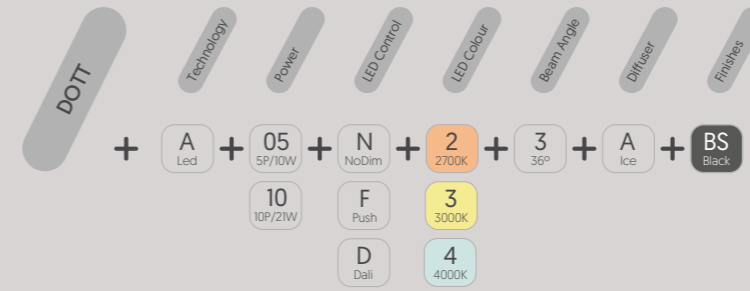 DOTT
Technology
Power
LED Control
LED Colour
Beam Angle
Diffuser
Finishes
+ A + 05 + N + 2 + 3 + A + BS
Led 5P/10W NoDim 2700K 36º Ice Black
10 F 3
10P/21W Push 3000K
D 4
Dali 4000K